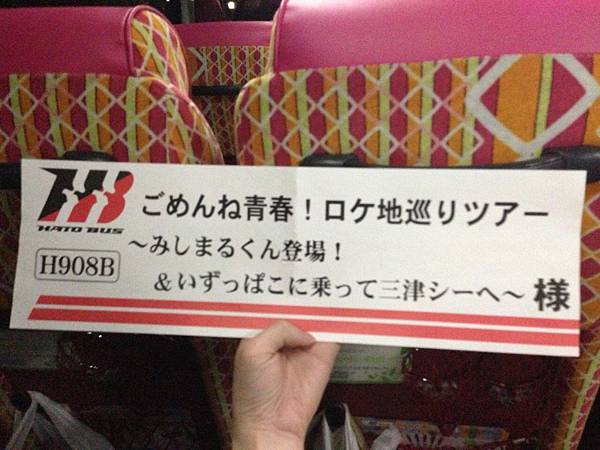 HATO BUS
ごめんね青春！ロケ地巡りツアー
H908B
～みしまるくん登場！
＆いずっぱこに乗って三津シーへ～ 様